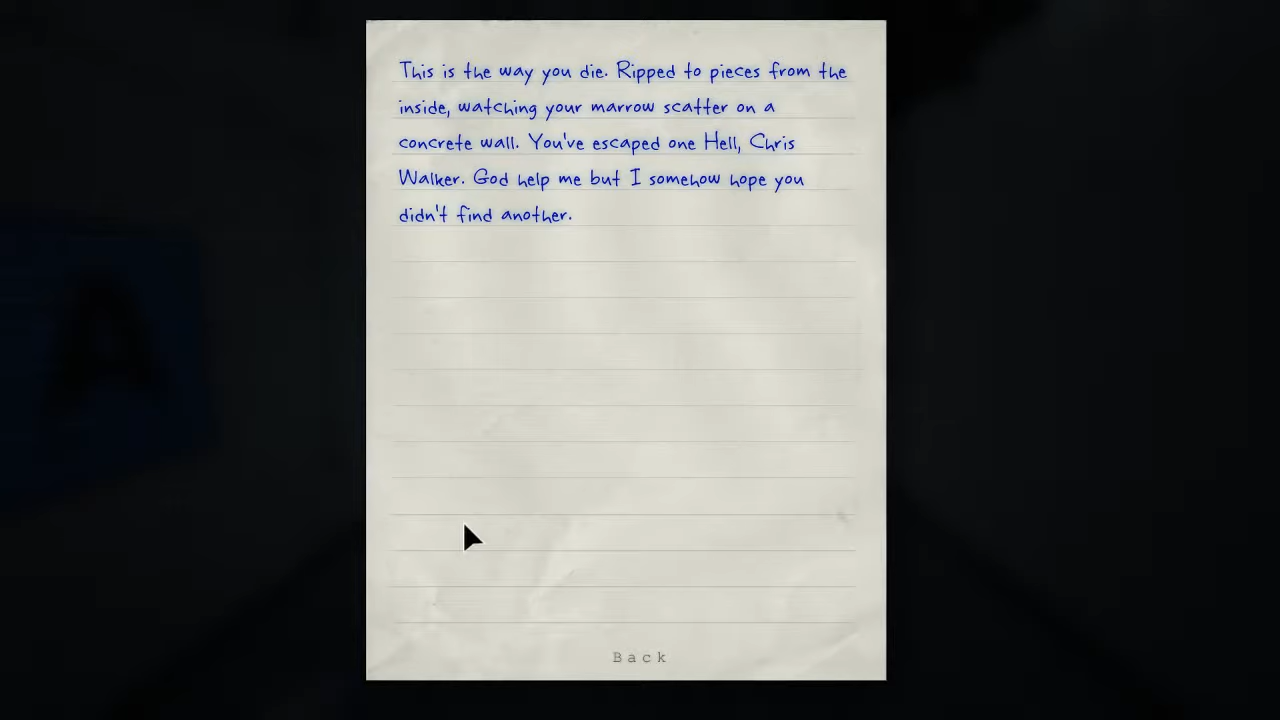 This is the way you die. Ripped to pieces from the
inside, watching your marrow scatter on a
concrete wall. You've escaped one Hell, Chris
Walker. God help me but I somehow hope you
didn't find another.
A
Back